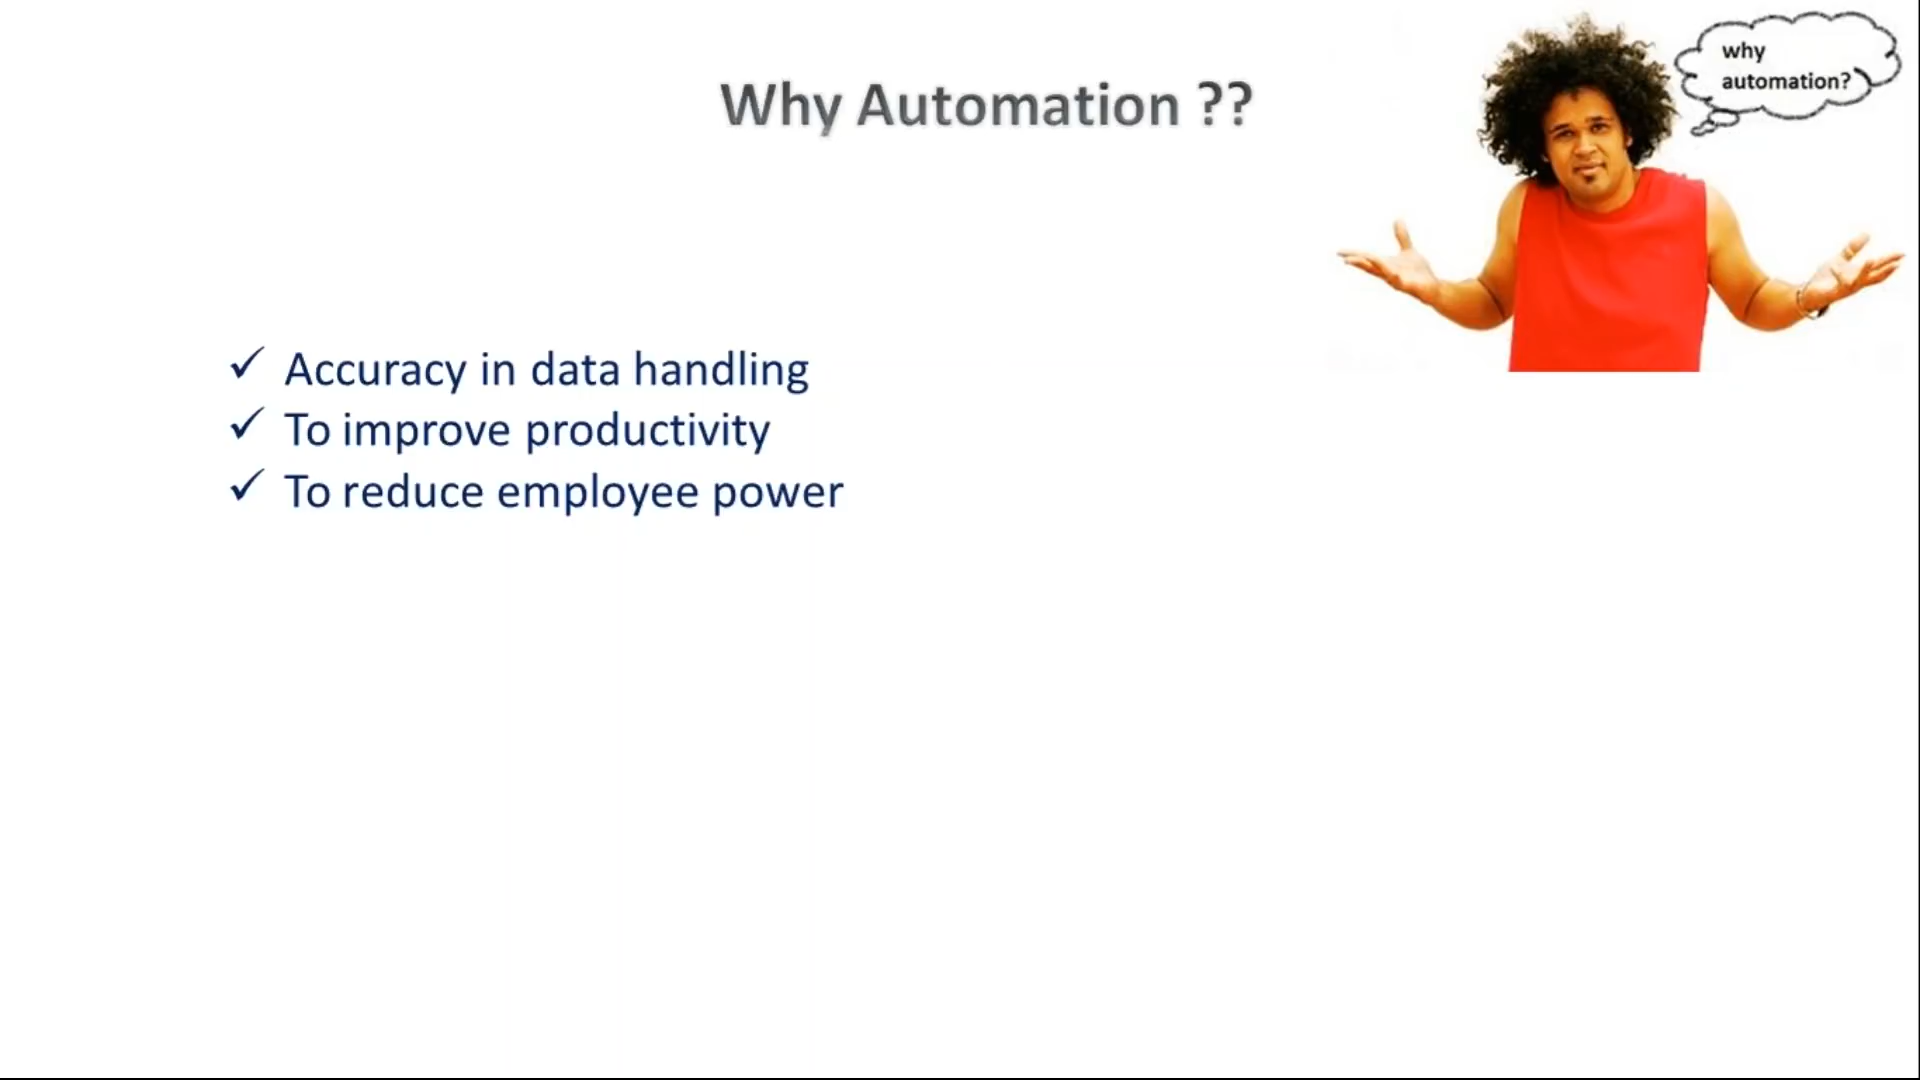 Why Automation ??
why
automation?
✓ Accuracy in data handling
✓ To improve productivity
✓ To reduce employee power